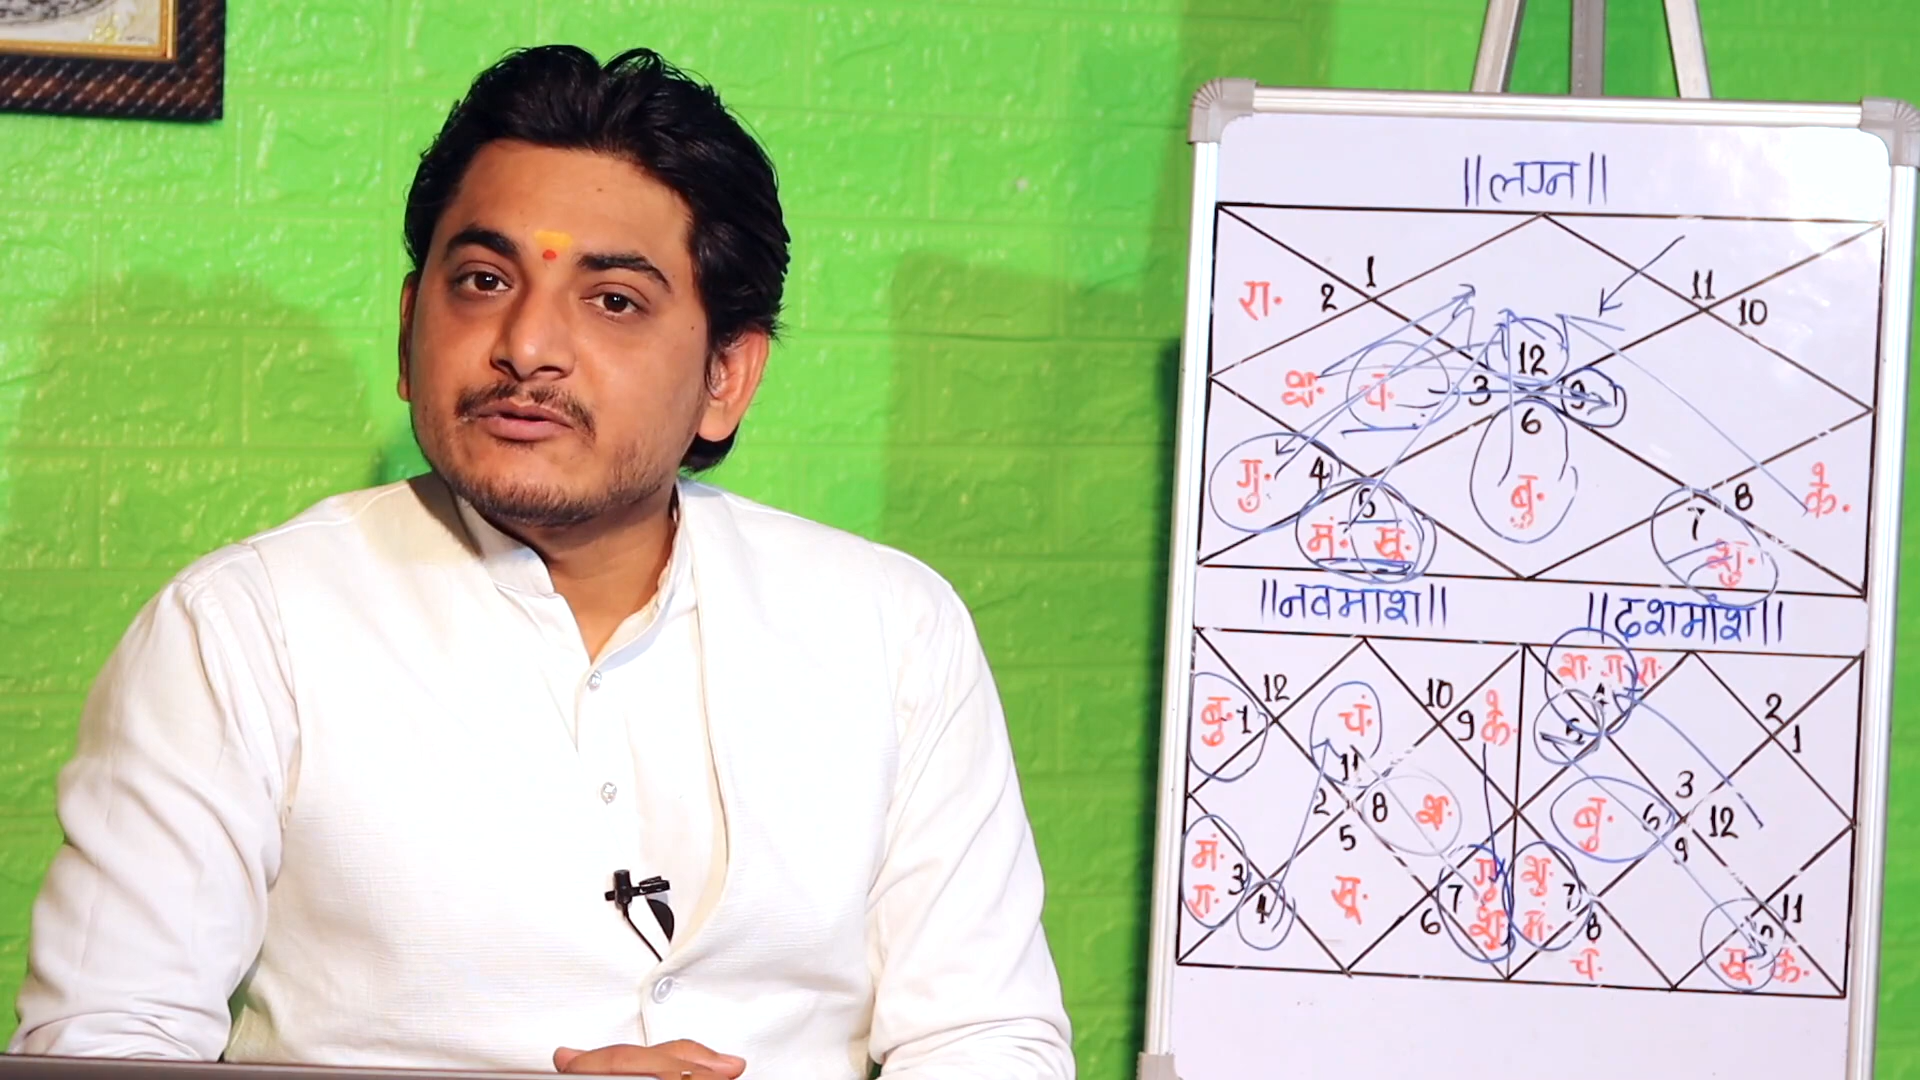 ||लग्न||
1
11
रा. 2
10
12
श. चं. 3
9
6
गु. 4
के.
8
5
बु.
7
मं. सू.
शु.
||नवमांश||
||दशमांश||
12
चं.
10
के.
बु. 1
9
11
2
8
श.
5
मं.
3
रा.
4
सू.
7
गु.
शु.
6
श. गु. रा.
4
2
5
1
3
बु. 6
12
9
शु.
7
मं.
8
चं.
11
10
सू. के.